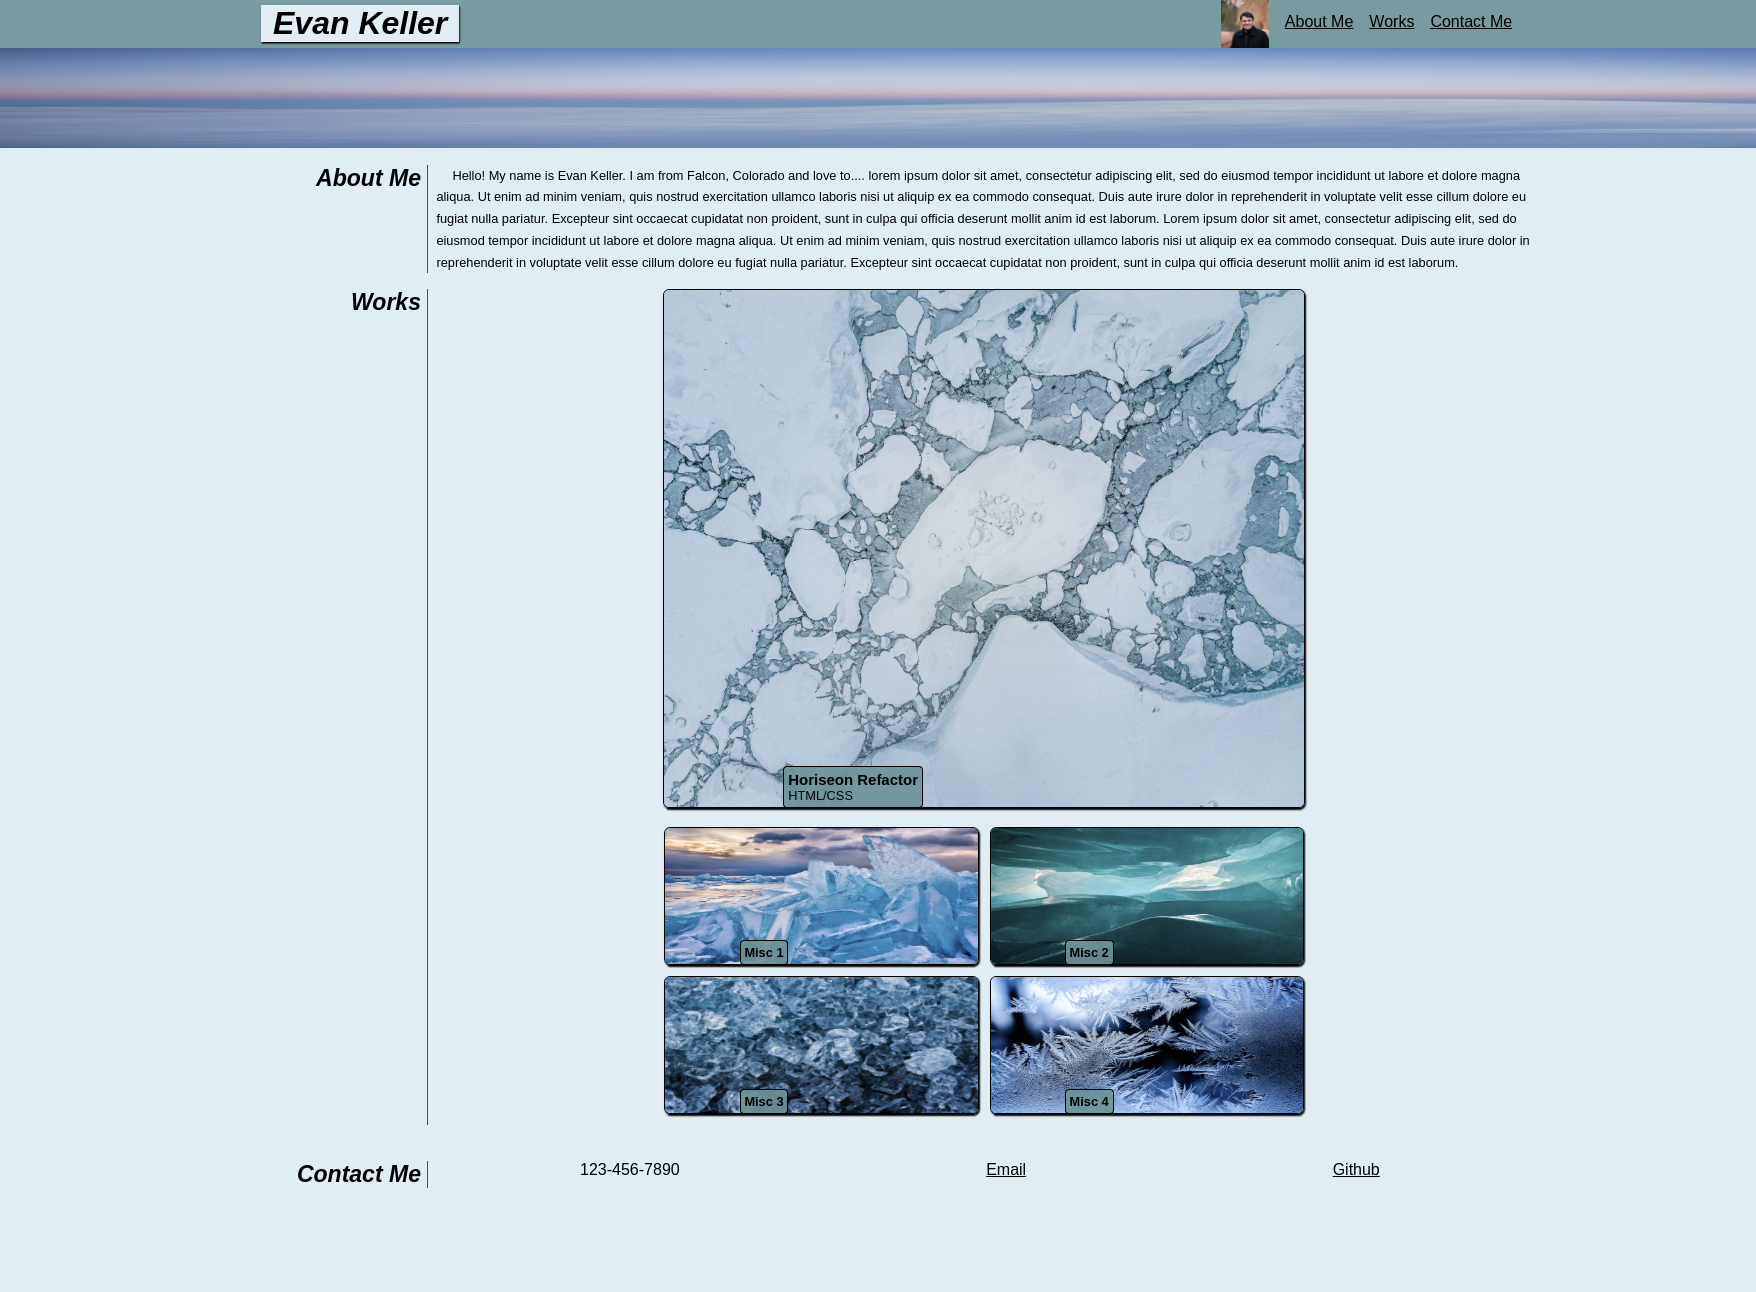 Evan Keller
About Me
Works
Contact Me
About Me
Hello! My name is Evan Keller. I am from Falcon, Colorado and love to.... lorem ipsum dolor sit amet, consectetur adipiscing elit, sed do eiusmod tempor incididunt ut labore et dolore magna
aliqua. Ut enim ad minim veniam, quis nostrud exercitation ullamco laboris nisi ut aliquip ex ea commodo consequat. Duis aute irure dolor in reprehenderit in voluptate velit esse cillum dolore eu
fugiat nulla pariatur. Excepteur sint occaecat cupidatat non proident, sunt in culpa qui officia deserunt mollit anim id est laborum. Lorem ipsum dolor sit amet, consectetur adipiscing elit, sed do
eiusmod tempor incididunt ut labore et dolore magna aliqua. Ut enim ad minim veniam, quis nostrud exercitation ullamco laboris nisi ut aliquip ex ea commodo consequat. Duis aute irure dolor in
reprehenderit in voluptate velit esse cillum dolore eu fugiat nulla pariatur. Excepteur sint occaecat cupidatat non proident, sunt in culpa qui officia deserunt mollit anim id est laborum.
Works
Horiseon Refactor
HTML/CSS
Misc 1
Misc 2
Misc 3
Misc 4
Contact Me
123-456-7890
Email
Github